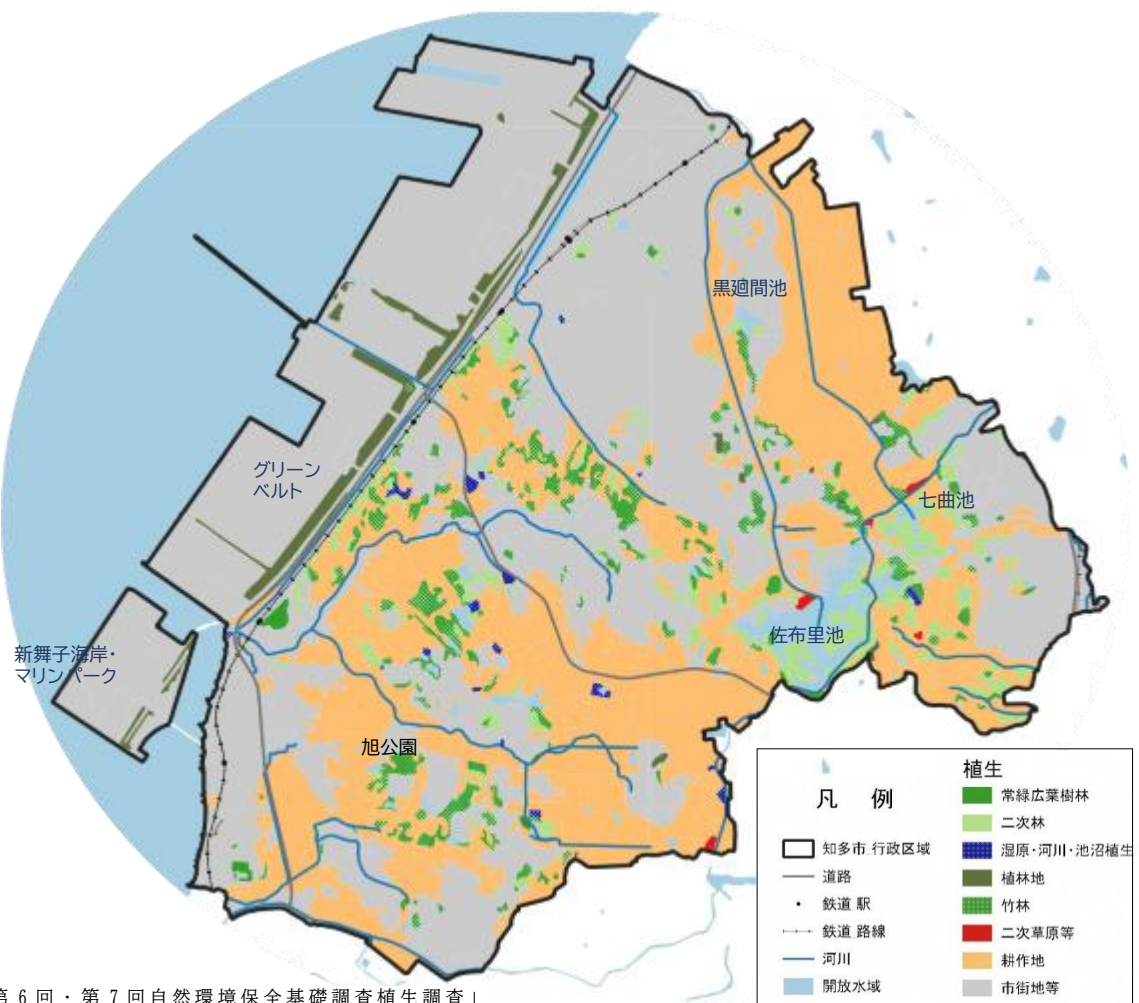 黒廻間池
グリーン
ベルト
七曲池
佐布里池
新舞子海岸・
マリンパーク
旭公園
凡 例
知多市 行政区域
道路
鉄道 駅
鉄道 路線
河川
開放水域
植生
常緑広葉樹林
二次林
湿原・河川・池沼植生
植林地
竹林
二次草原等
耕作地
市街地等
第6回・第7回自然環境保全基礎調査植生調査」